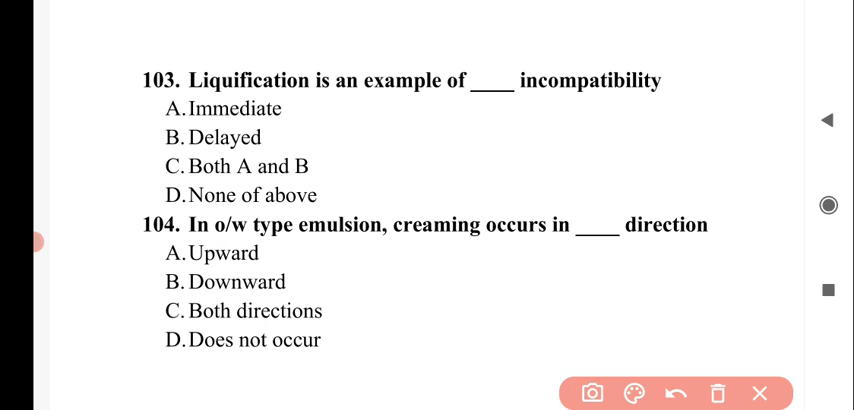 103. Liquification is an example of ____ incompatibility
A. Immediate
B. Delayed
C. Both A and B
D. None of above
104. In o/w type emulsion, creaming occurs in ____ direction
A. Upward
B. Downward
C. Both directions
D. Does not occur